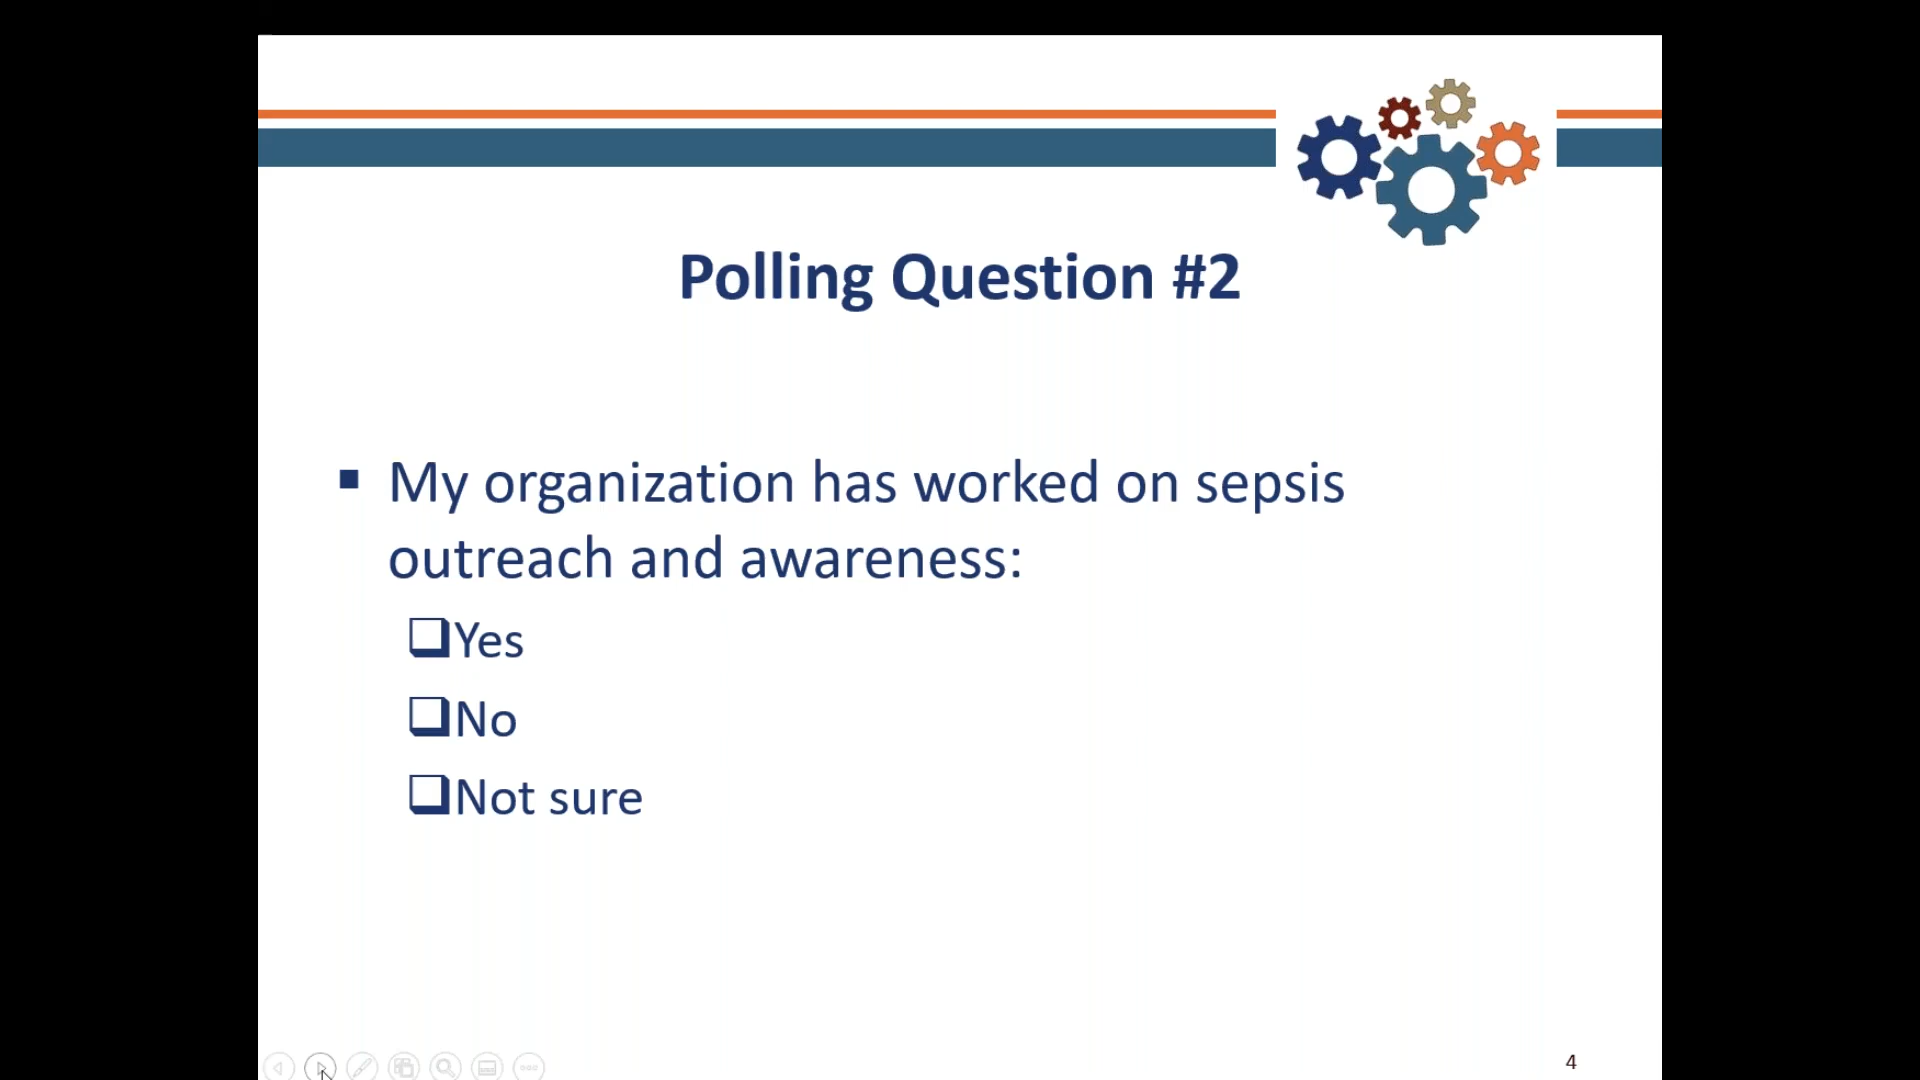 Polling Question #2
My organization has worked on sepsis
outreach and awareness:
Yes
No
Not sure
4